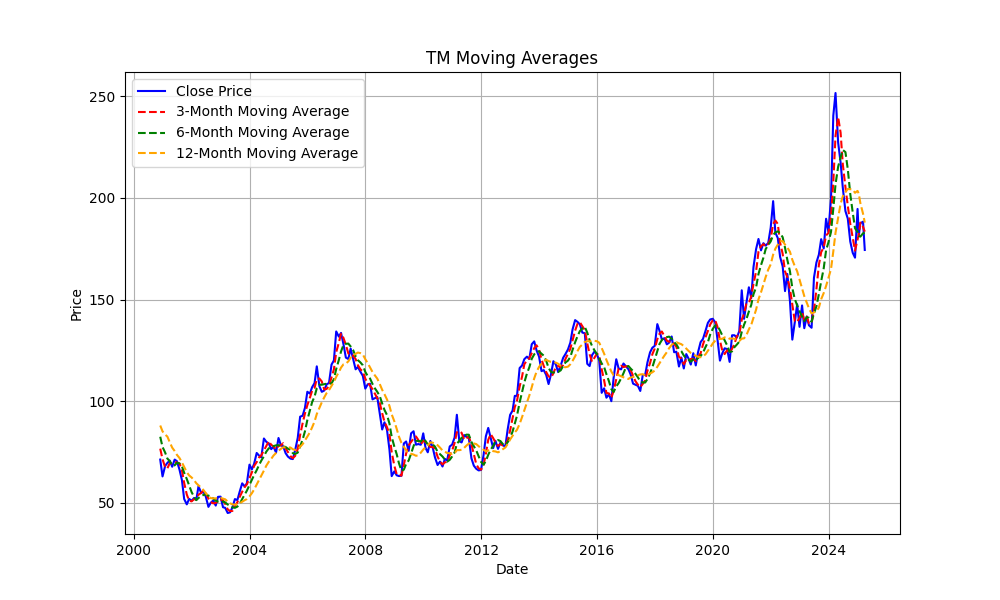 TM Moving Averages
Close Price
3-Month Moving Average
6-Month Moving Average
12-Month Moving Average
250
200
150
100
50
Price
2000 2004 2008 2012 2016 2020 2024
Date